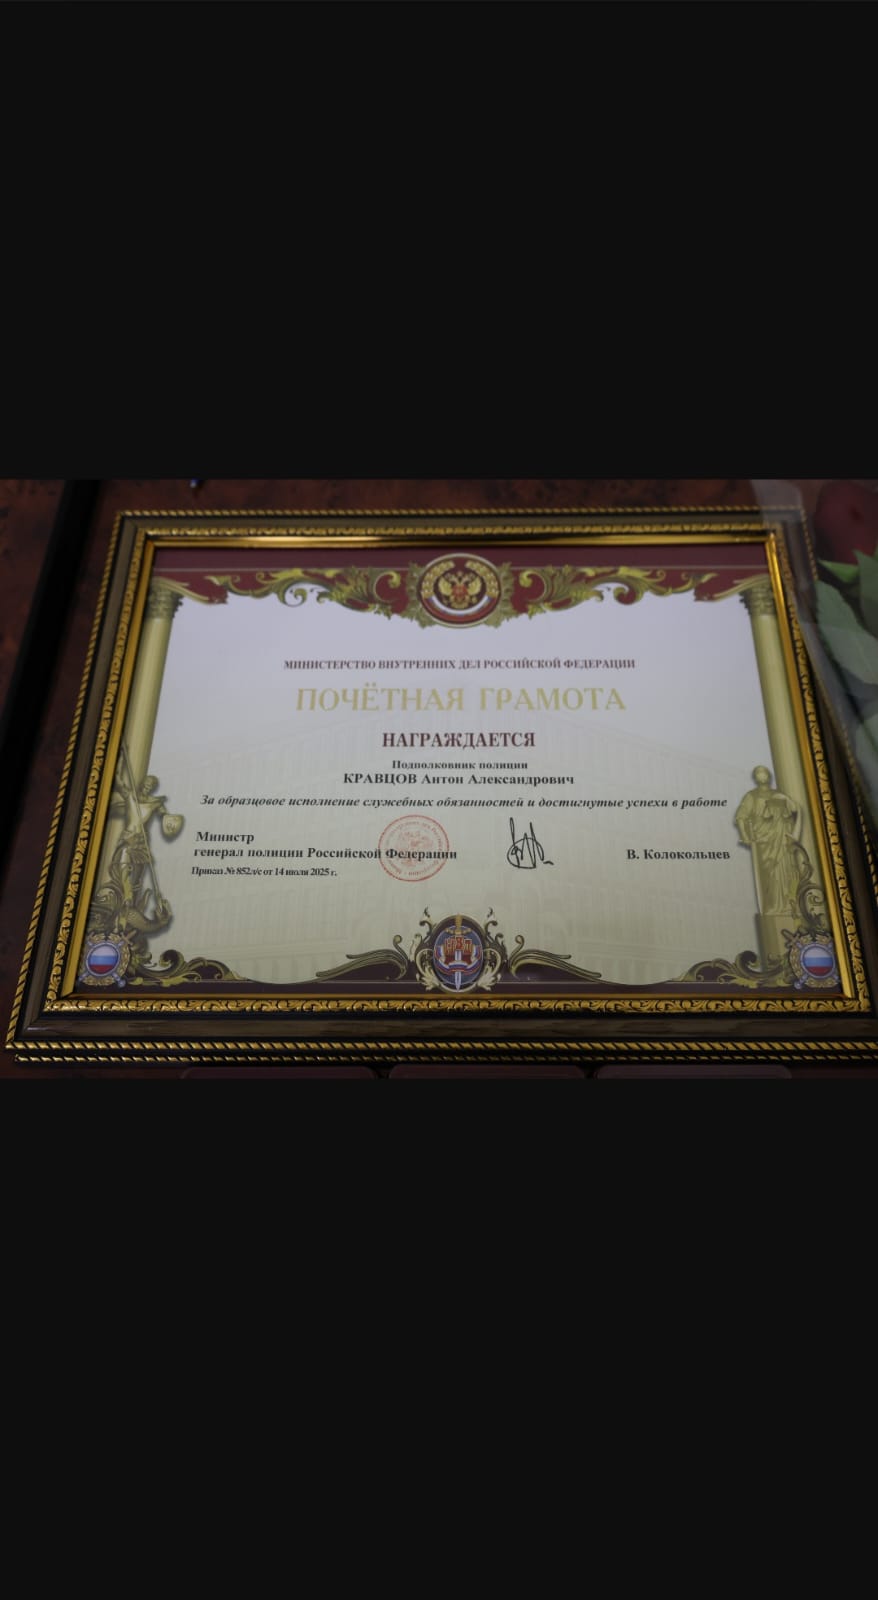 МИНИСТЕРСТВО ВНУТРЕННИХ ДЕЛ РОССИЙСКОЙ ФЕДЕРАЦИИ
ПОЧЁТНАЯ ГРАМОТА
НАГРАЖДАЕТСЯ
Подполковник полиции
КРАВЦОВ Антон Александрович
За образцовое исполнение служебных обязанностей и достигнутые успехи в работе
Министр
генерал полиции Российской Федерации
В. Колокольцев
Приказ № 852л/с от 14 июля 2025 г.